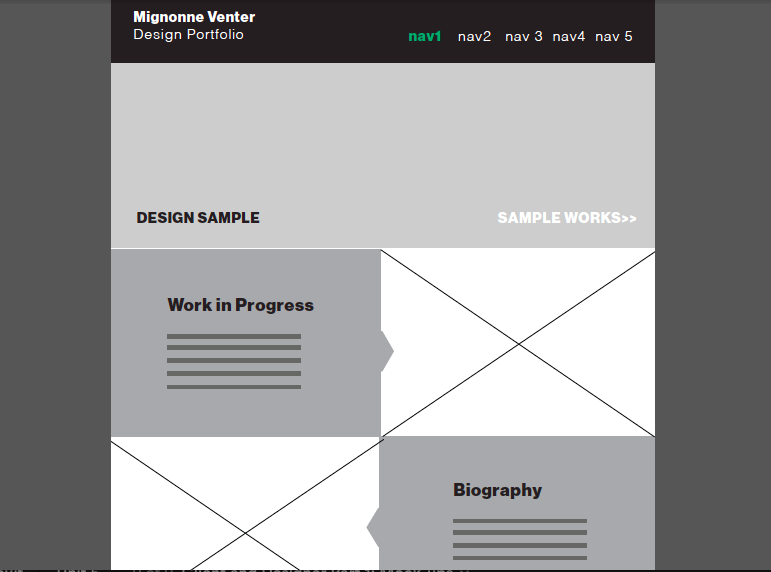 Mignonne Venter
Design Portfolio
nav1 nav2 nav 3 nav4 nav 5
DESIGN SAMPLE
SAMPLE WORKS>>
Work in Progress
Biography